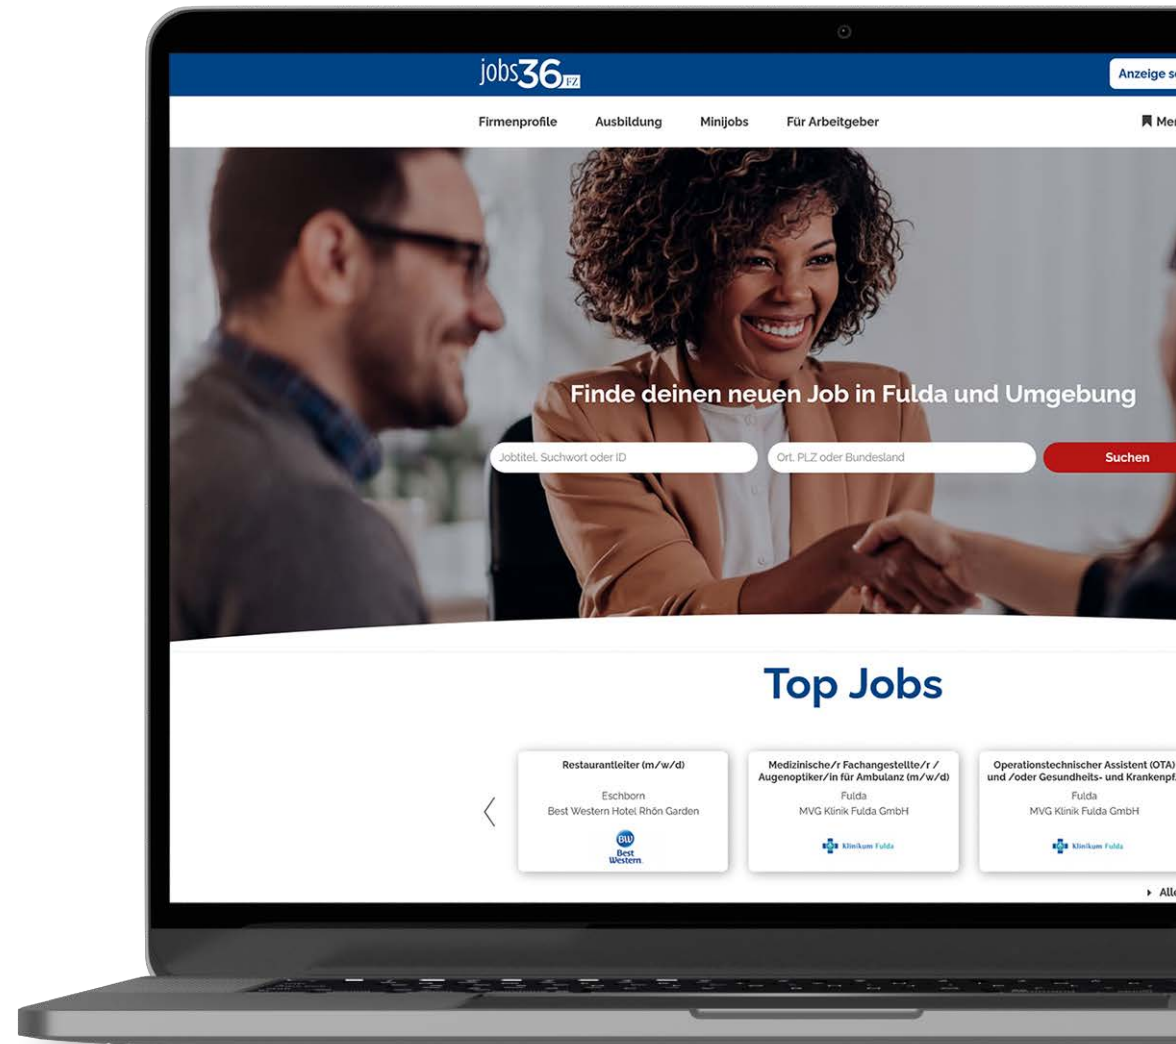 jobs36 FZ
Anzeige s
Firmenprofile Ausbildung Minijobs Für Arbeitgeber Mer
Finde deinen neuen Job in Fulda und Umgebung
Jobtitel, Suchwort oder ID Ort, PLZ oder Bundesland Suchen
Top Jobs
Restaurantleiter (m/w/d)
Eschborn
Best Western Hotel Rhön Garden
BW
Best
Western
Medizinische/r Fachangestellte/r /
Augenoptiker/in für Ambulanz (m/w/d)
Fulda
MVG Klinik Fulda GmbH
Klinikum Fulda
Operationstechnischer Assistent (OTA)
und /oder Gesundheits- und Krankenpf
Fulda
MVG Klinik Fulda GmbH
Klinikum Fulda
Alle